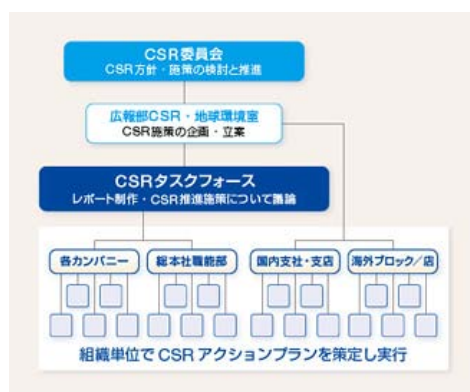 CSR委員会
CSR方針・施策の検討と推進
広報部CSR・地球環境室
CSR施策の企画・立案
CSRタスクフォース
レポート制作・CSR推進施策について議論
各カンパニー
総本社職能部
国内支社・支店
海外ブロック／店
組織単位でCSRアクションプランを策定し実行